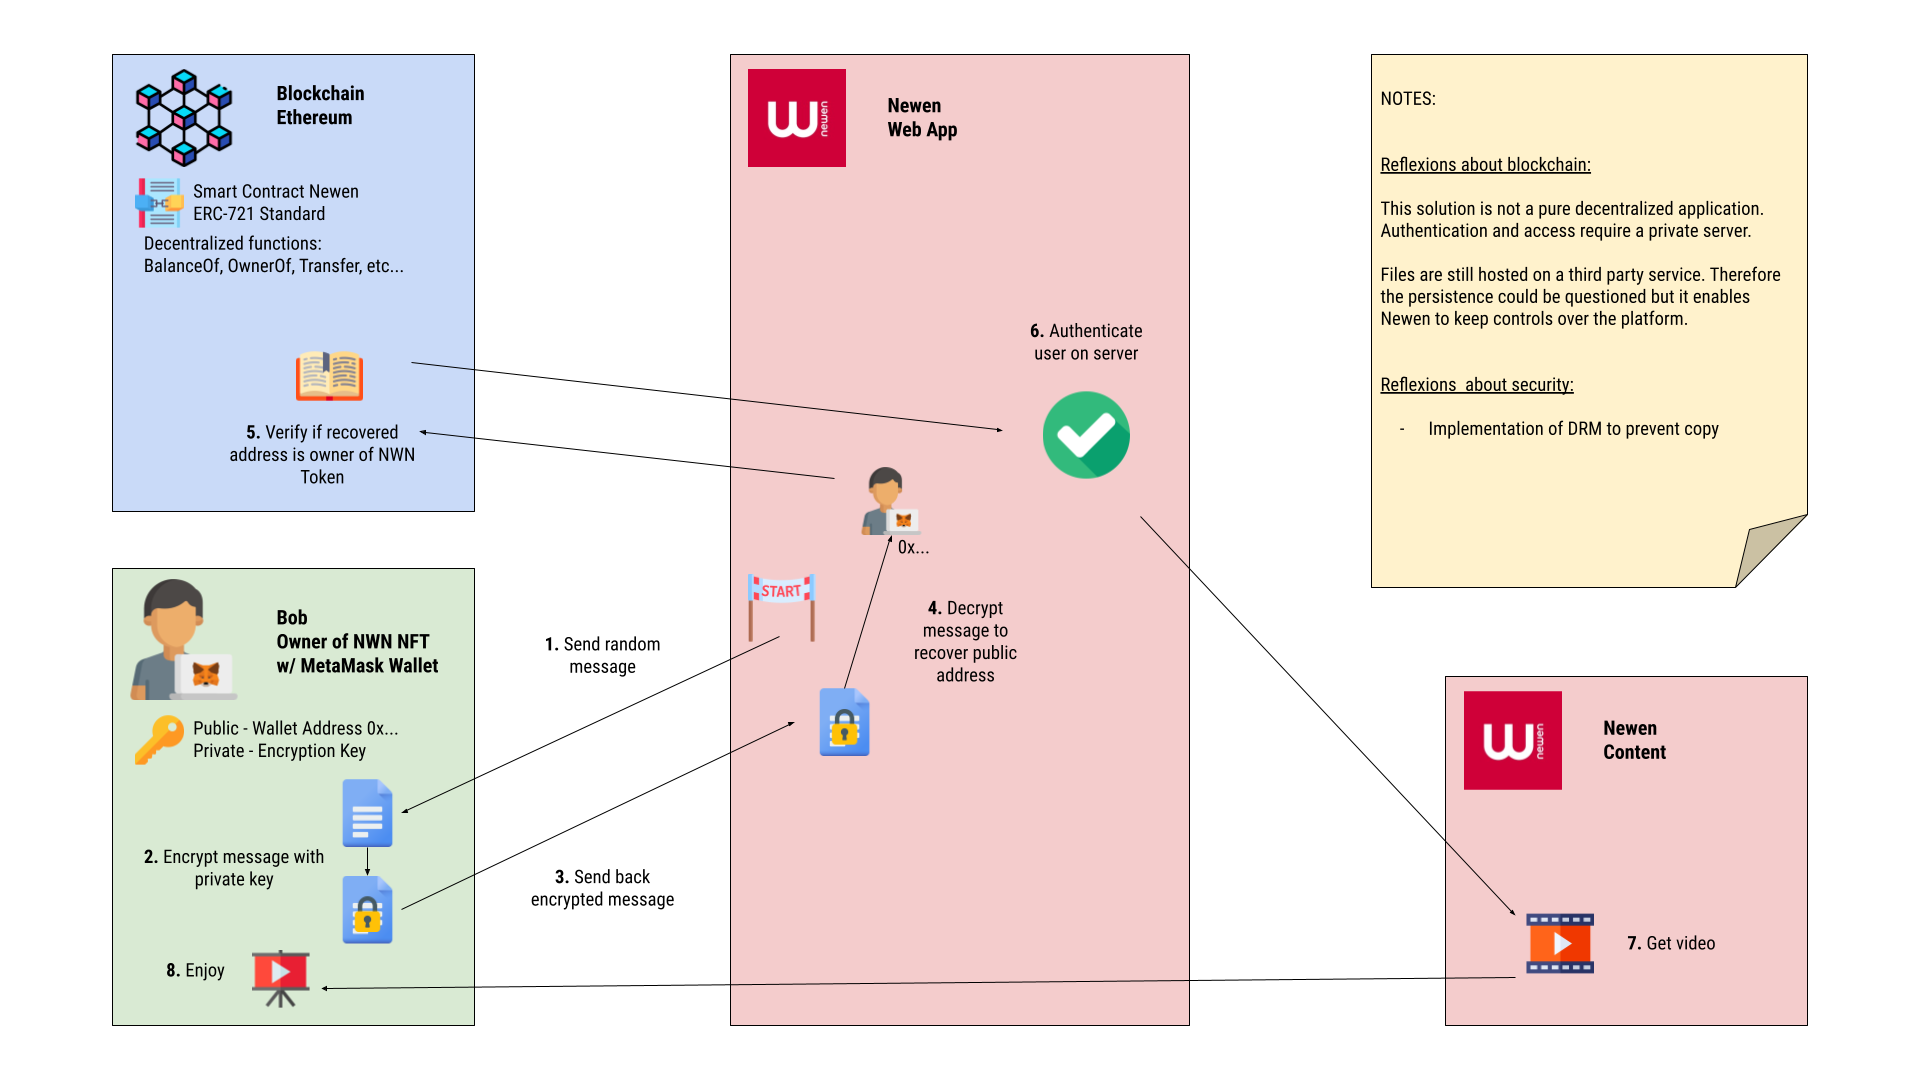 Blockchain
Ethereum
Smart Contract Newen
ERC-721 Standard
Decentralized functions:
BalanceOf, OwnerOf, Transfer, etc...
5. Verify if recovered
address is owner of NWN
Token
Bob
Owner of NWN NFT
w/ MetaMask Wallet
Public - Wallet Address 0x...
Private - Encryption Key
2. Encrypt message with
private key
8. Enjoy
1. Send random
message
3. Send back
encrypted message
W newen
Newen
Web App
6. Authenticate
user on server
0x...
START
4. Decrypt
message to
recover public
address
NOTES:
Reflexions about blockchain:
This solution is not a pure decentralized application.
Authentication and access require a private server.
Files are still hosted on a third party service. Therefore
the persistence could be questioned but it enables
Newen to keep controls over the platform.
Reflexions  about security:
- Implementation of DRM to prevent copy
W newen
Newen
Content
7. Get video